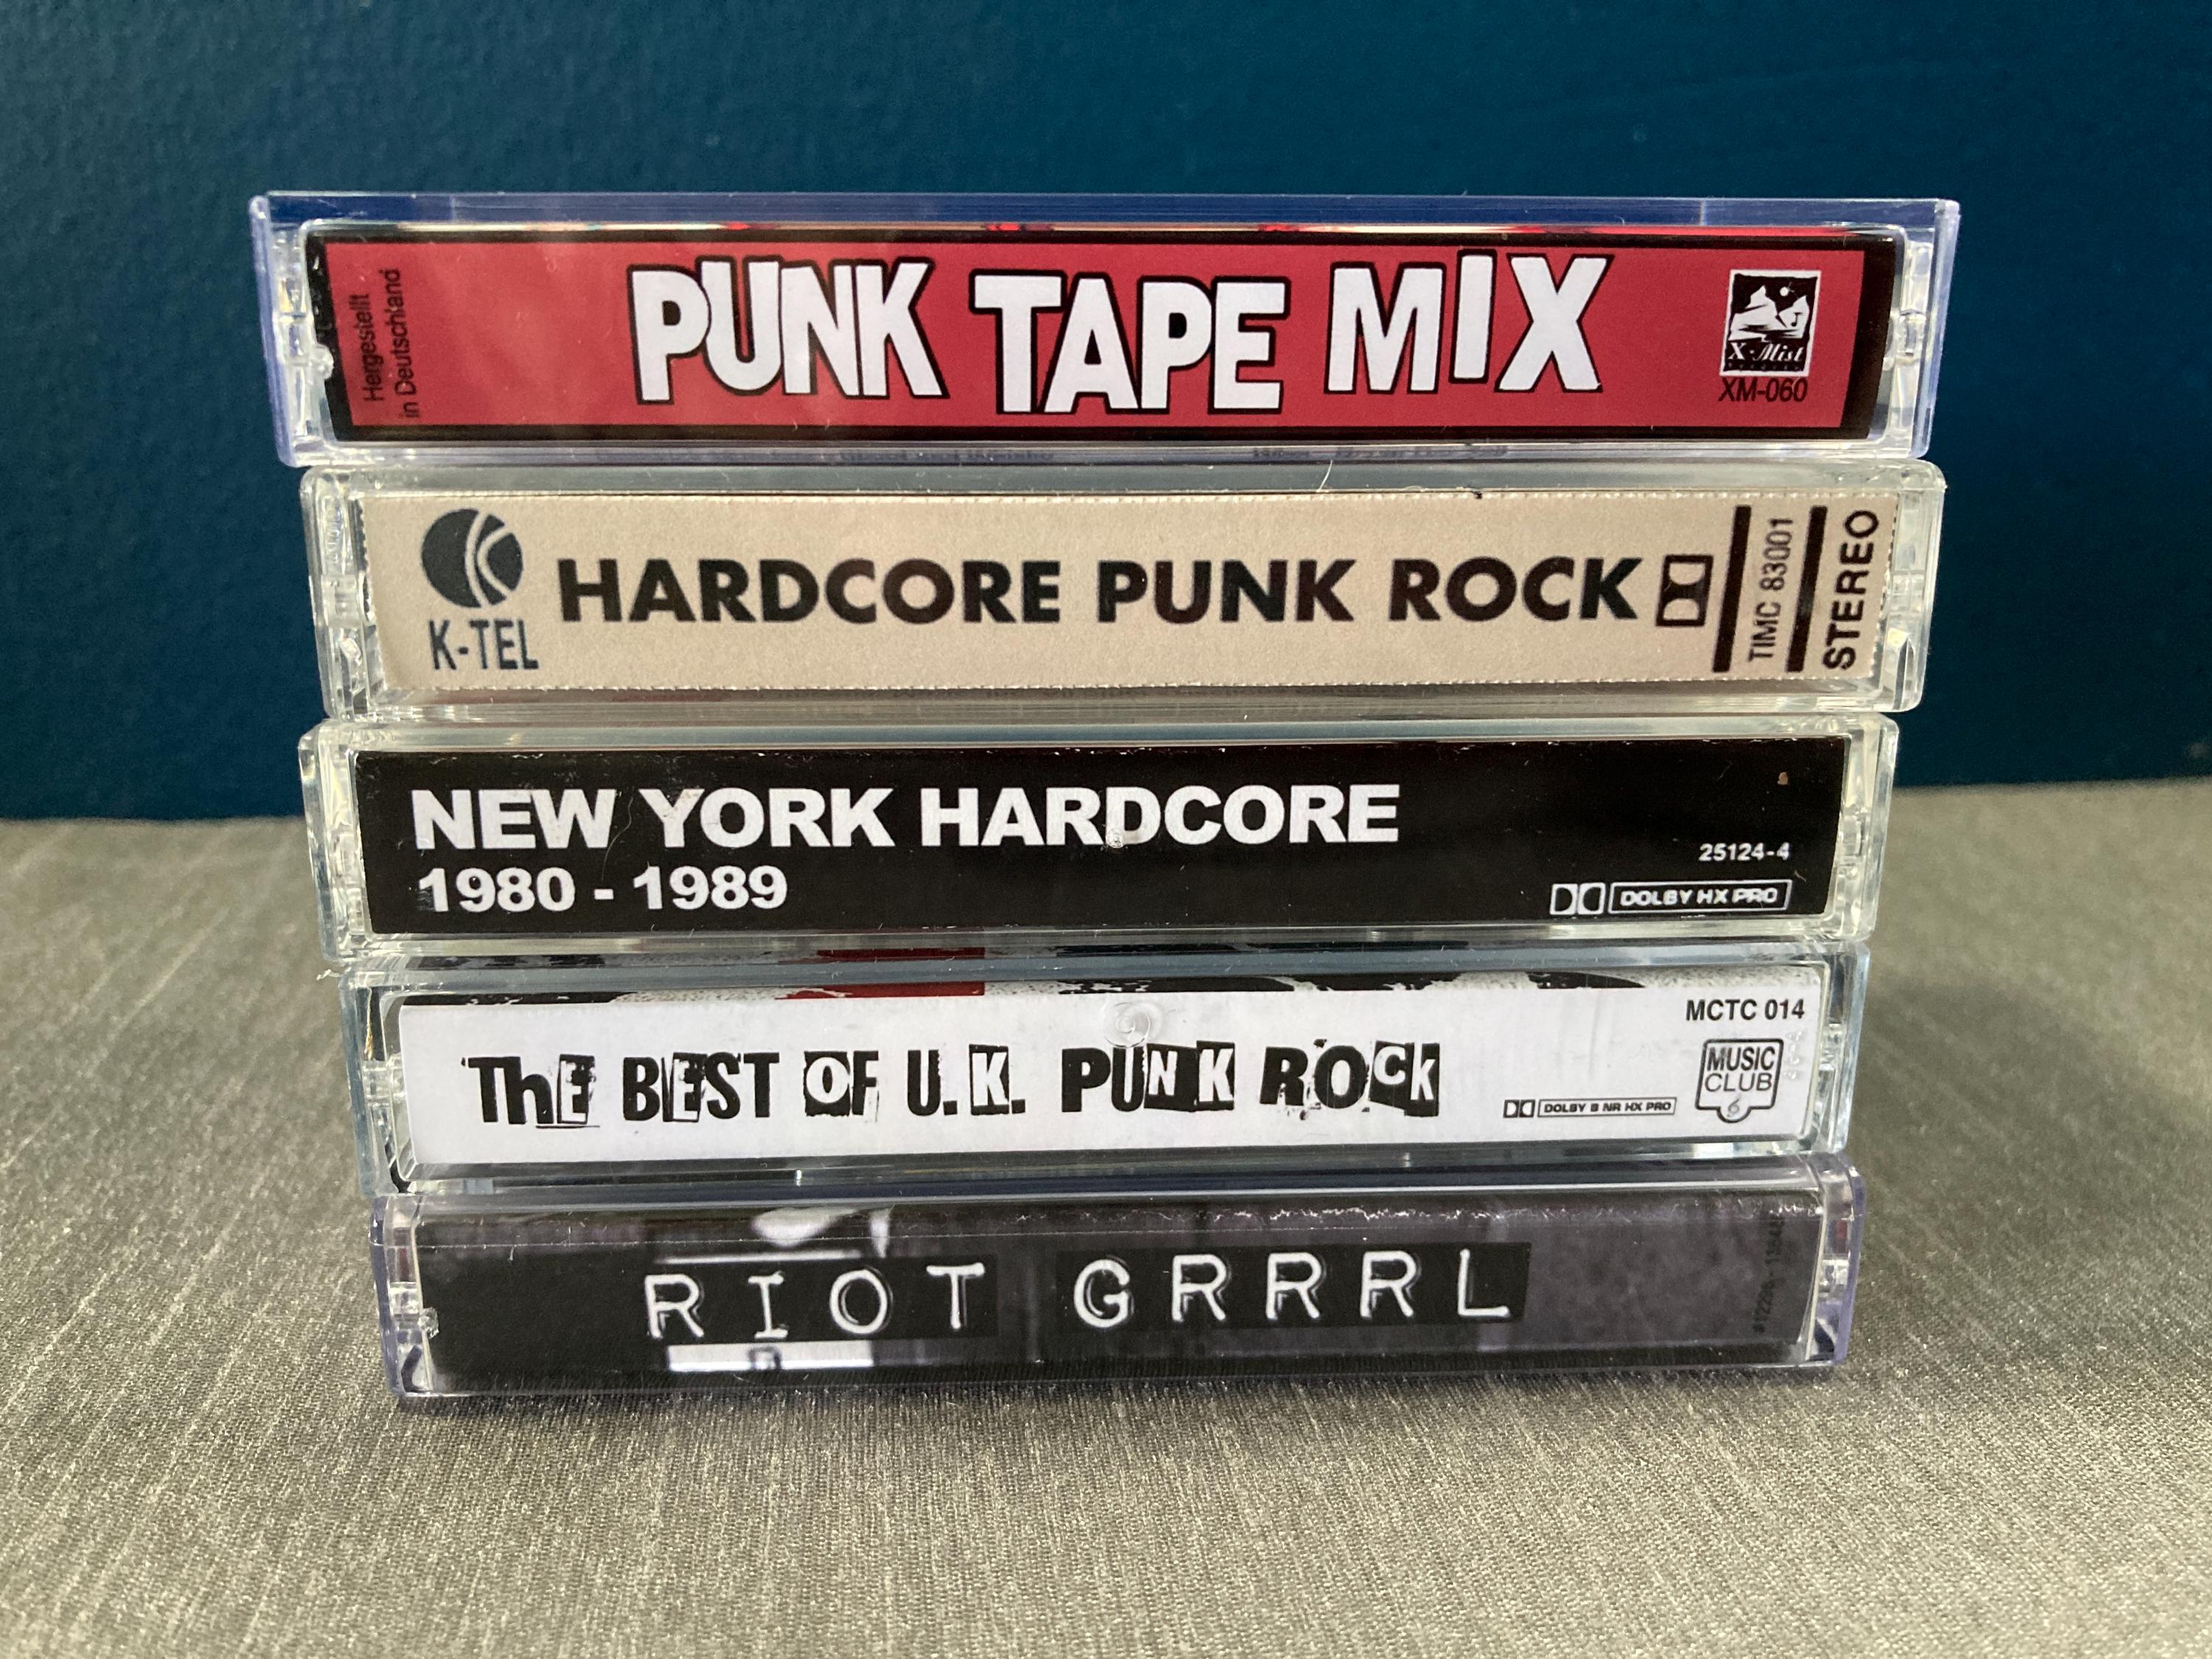 Hergestellt
in Deutschland
PUNK TAPE MIX
X-Mist
XM-060
K-TEL
HARDCORE PUNK ROCK
TIMC 83001
STEREO
NEW YORK HARDCORE
1980 - 1989
25124-4
DOLBY HX PRO
MCTC 014
THE BEST OF U.K. PUNK ROCK
DOLBY B NR HX PRO
MUSIC
CLUB
RIOT GRRRL